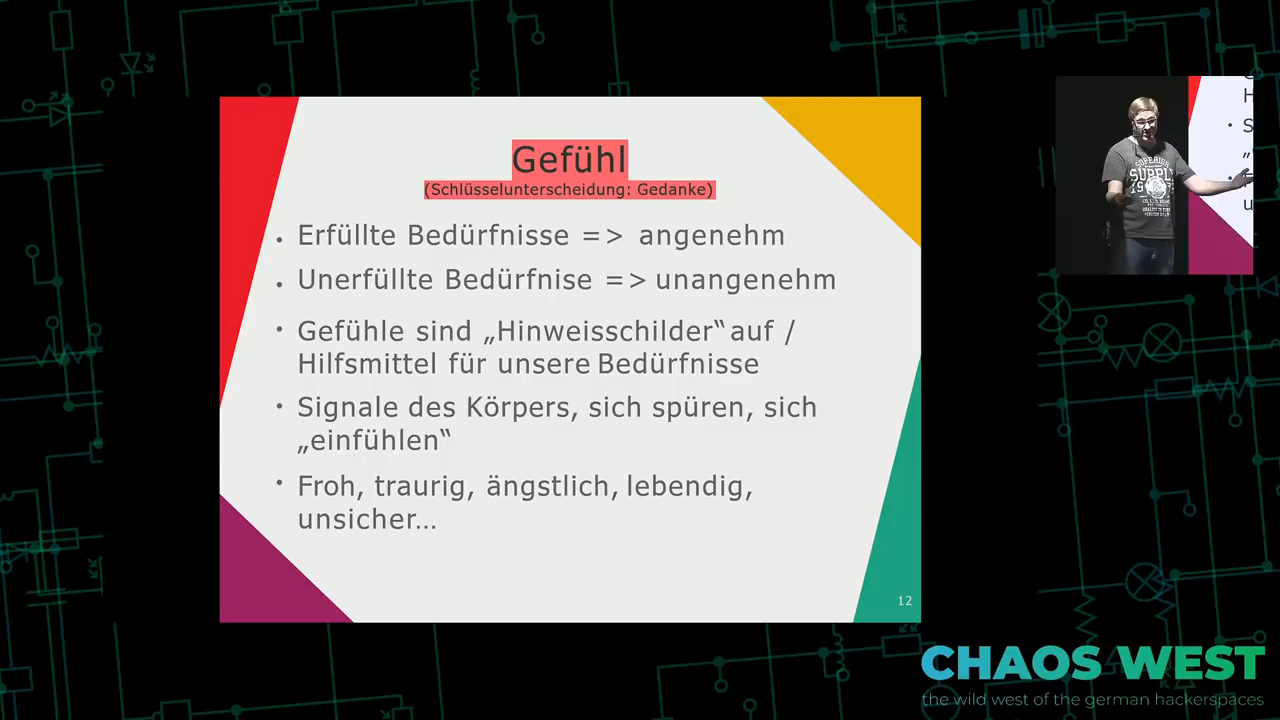 Gefühl
(Schlüsselunterscheidung: Gedanke)
• Erfüllte Bedürfnisse => angenehm
• Unerfüllte Bedürfnise => unangenehm
• Gefühle sind „Hinweisschilder“ auf /
Hilfsmittel für unsere Bedürfnisse
• Signale des Körpers, sich spüren, sich
„einfühlen“
• Froh, traurig, ängstlich, lebendig,
unsicher…
12
H
• S
„
u
SUPERIOR
SUPPLY
CHAOS WEST
the wild west of the german hackerspaces